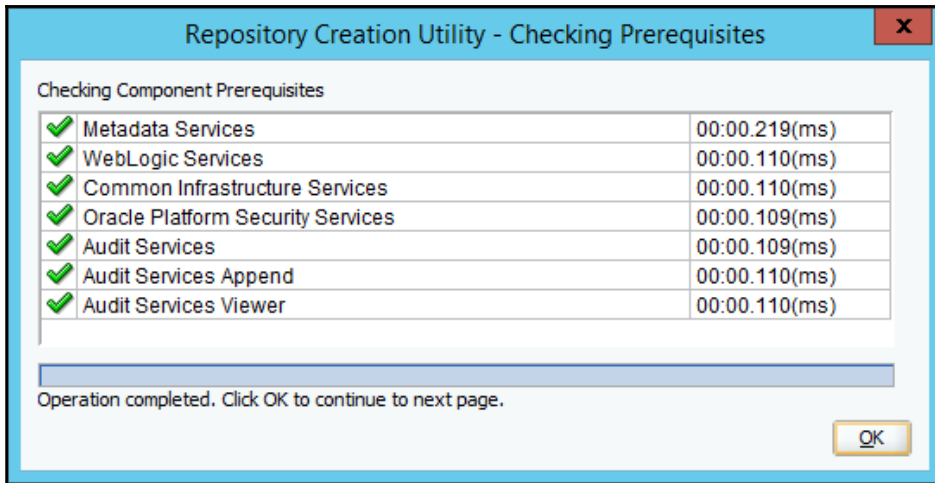 Repository Creation Utility - Checking Prerequisites
x
Checking Component Prerequisites
Metadata Services 00:00.219(ms)
WebLogic Services 00:00.110(ms)
Common Infrastructure Services 00:00.110(ms)
Oracle Platform Security Services 00:00.109(ms)
Audit Services 00:00.109(ms)
Audit Services Append 00:00.110(ms)
Audit Services Viewer 00:00.110(ms)
Operation completed. Click OK to continue to next page.
OK